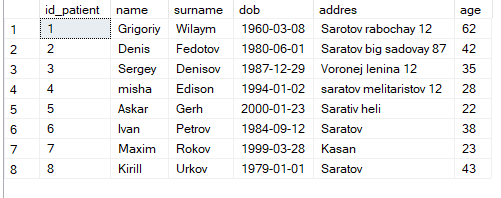 id_patient name surname dob addres age
1 1 Grigoriy Wilaym 1960-03-08 Sarotov rabochay 12 62
2 2 Denis Fedotov 1980-06-01 Saratov big sadovay 87 42
3 3 Sergey Denisov 1987-12-29 Voronej lenina 12 35
4 4 misha Edison 1994-01-02 saratov melitaristov 12 28
5 5 Askar Gerh 2000-01-23 Sarativ heli 22
6 6 Ivan Petrov 1984-09-12 Saratov 38
7 7 Maxim Rokov 1999-03-28 Kasan 23
8 8 Kirill Urkov 1979-01-01 Saratov 43